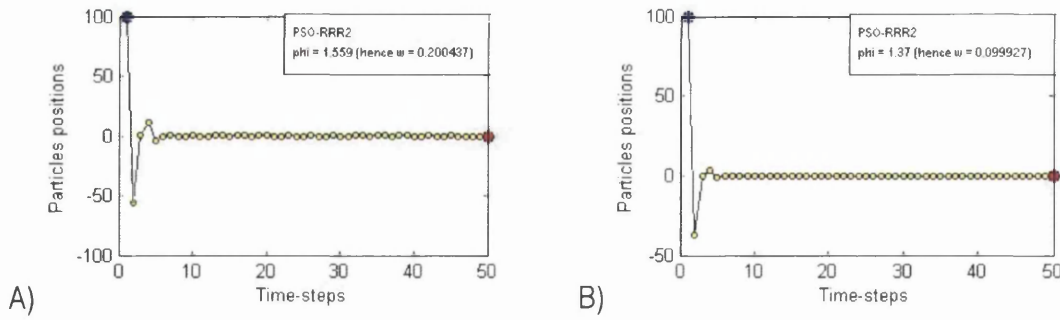 100
50
0
-50
-100
Particles positions
PSO-RRR2
phi = 1.559 (hence w = 0.200437)
0 10 20 30 40 50
Time-steps
A)
100
50
0
-50
Particles positions
PSO-RRR2
phi = 1.37 (hence w = 0.099927)
0 10 20 30 40 50
Time-steps
B)